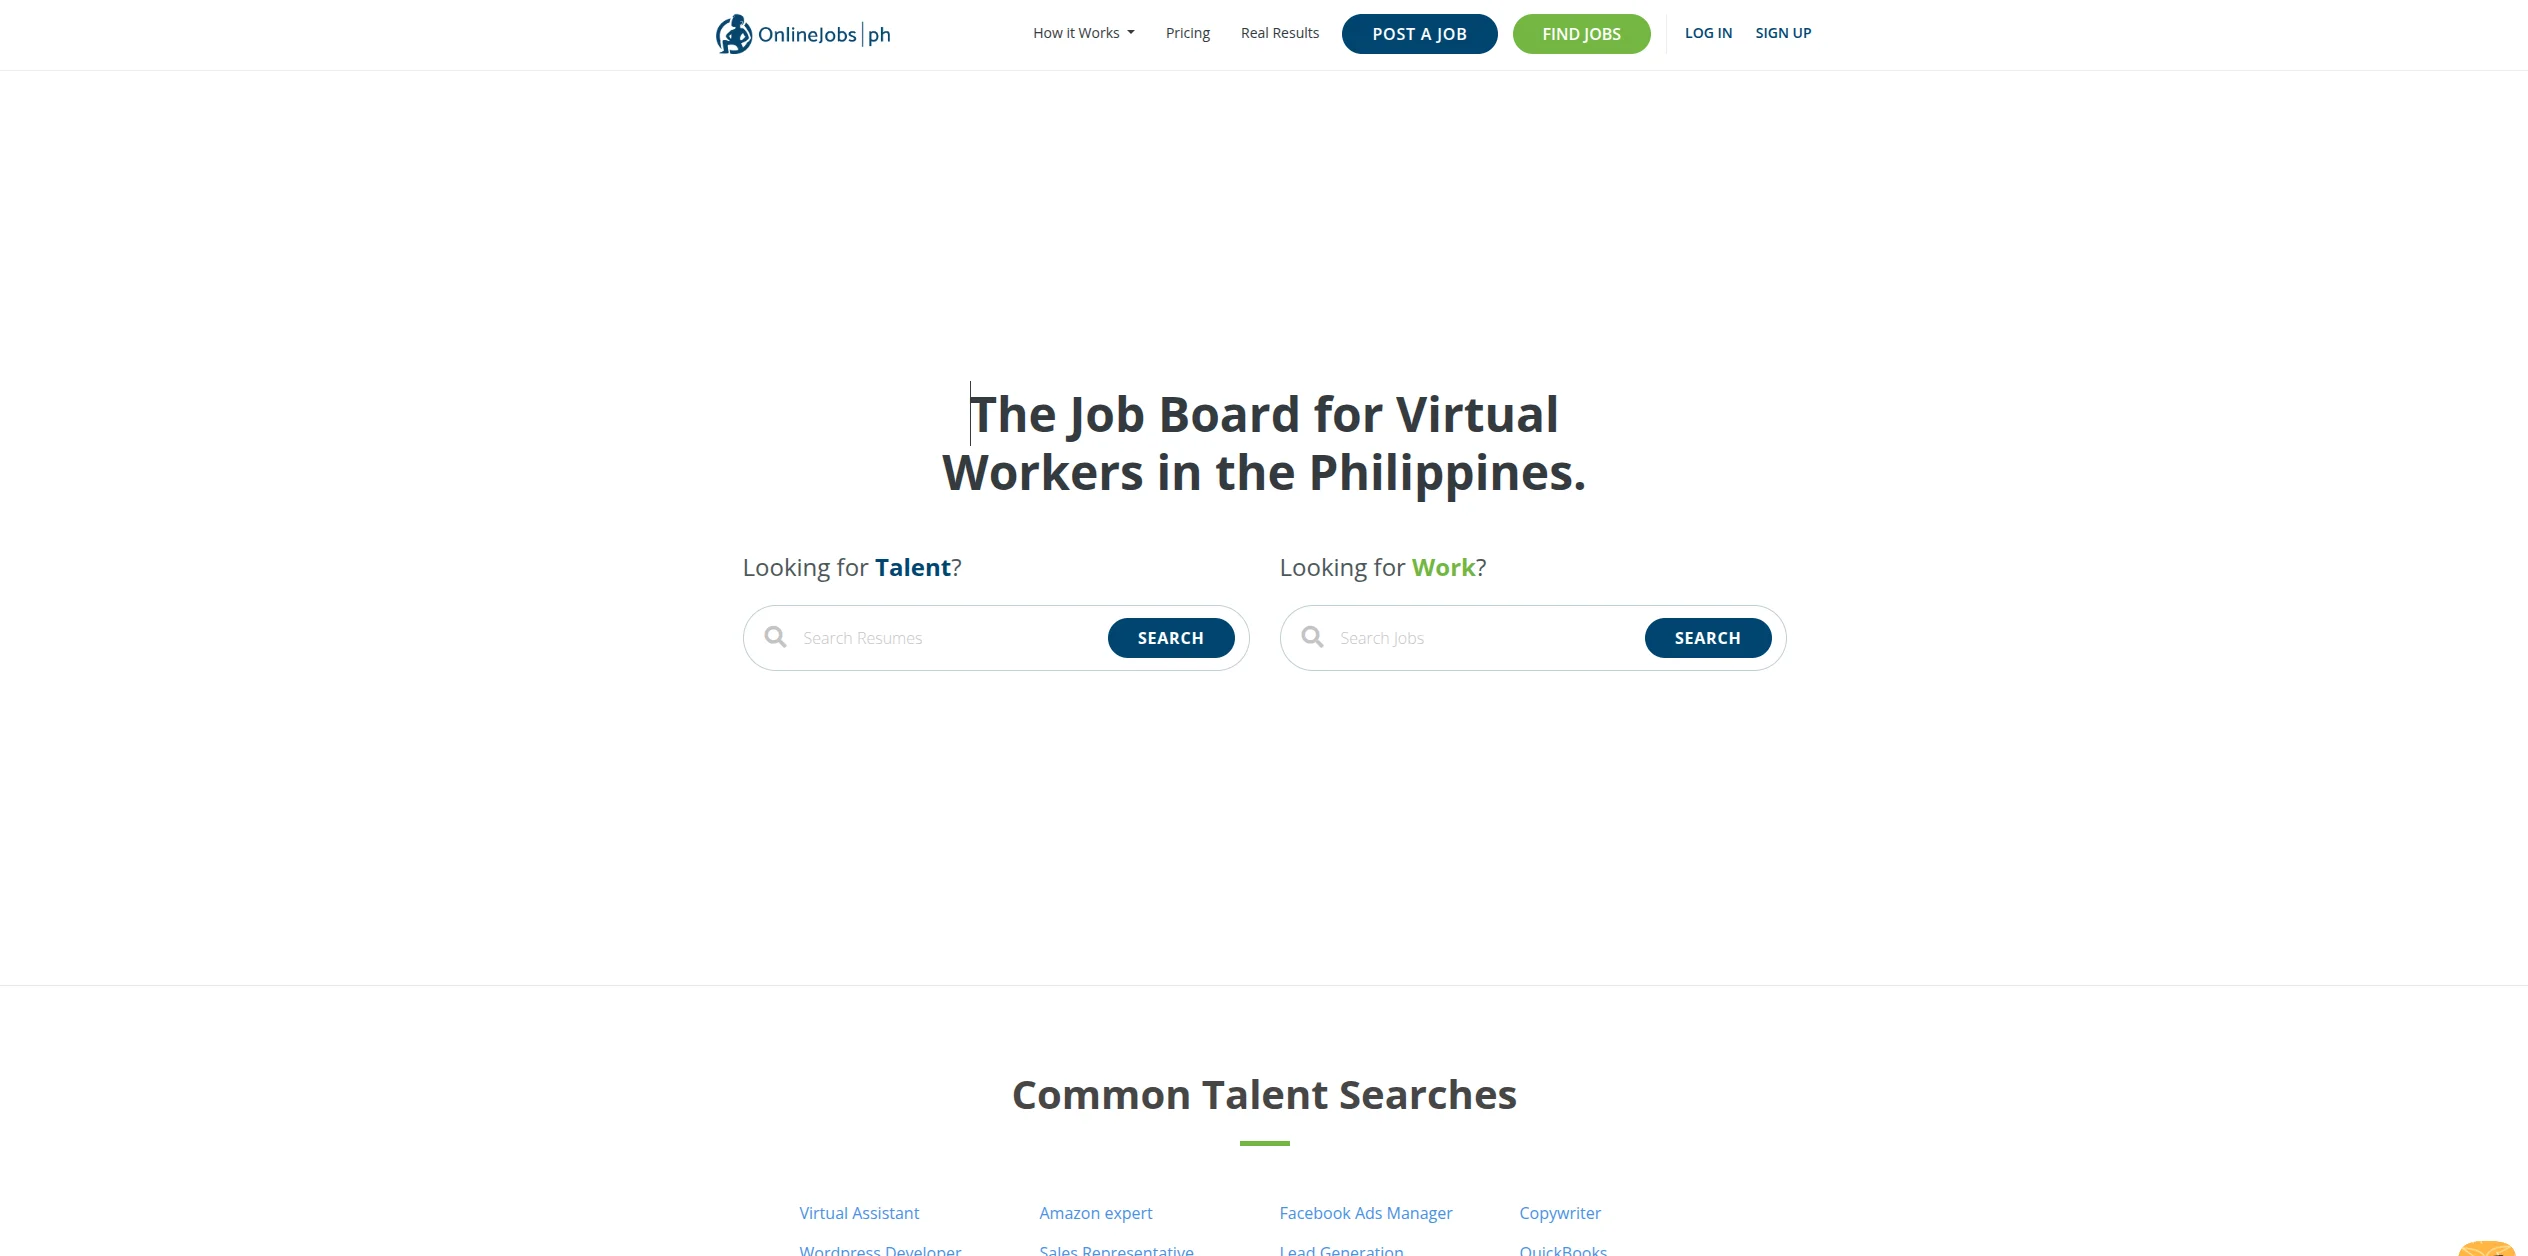 OnlineJobs ph
How it Works
Pricing
Real Results
POST A JOB
FIND JOBS
LOG IN
SIGN UP
The Job Board for Virtual
Workers in the Philippines.
Looking for Talent?
Search Resumes
SEARCH
Looking for Work?
Search Jobs
SEARCH
Common Talent Searches
Virtual Assistant
Amazon expert
Facebook Ads Manager
Copywriter
Wordpress Developer
Sales Representative
Lead Generation
QuickBooks